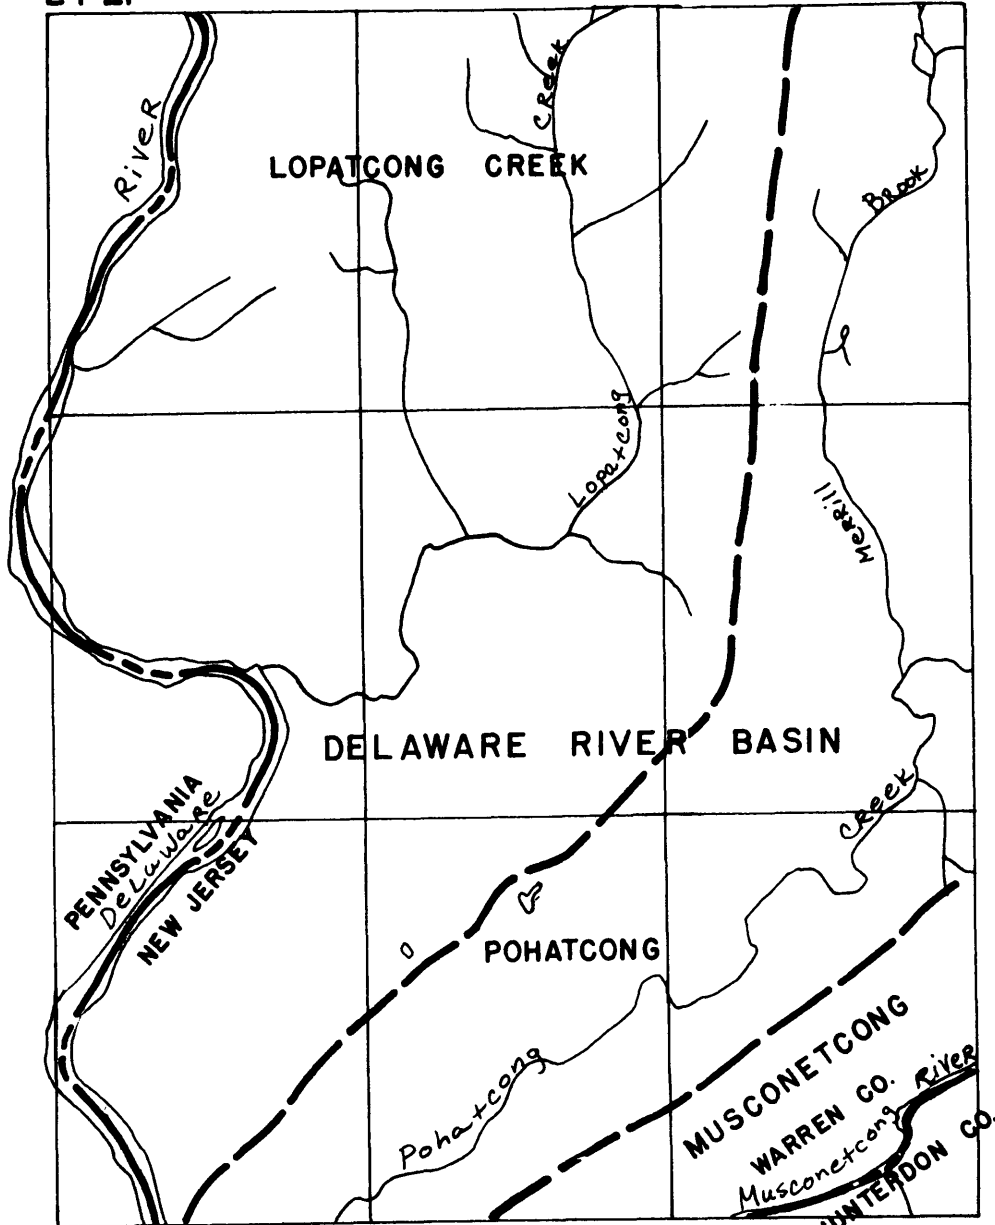 CReek
RiveR
LOPATCONG CREEK
BRook
Lopatcong
MeRRill
DELAWARE RIVER BASIN
PENNSYLVANIA
DeLaWaRe
NEW JERSEY
CReek
POHATCONG
Pohatcong
MUSCONETCONG
WARREN CO.
Musconetcong RiveR
HUNTERDON CO.